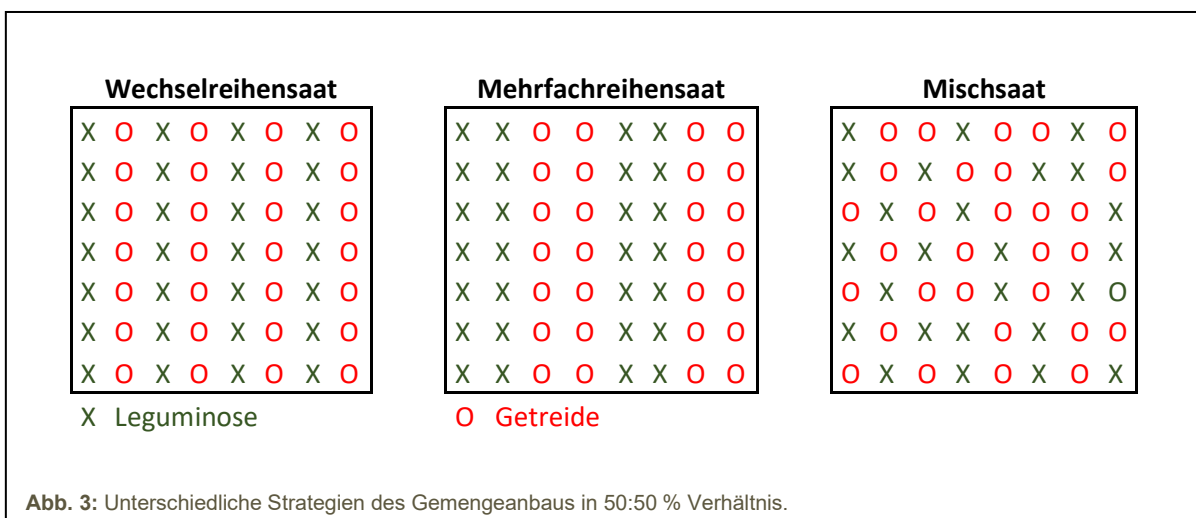 Wechselreihensaat Mehrfachreihensaat Mischsaat
X O X O X O X O X X O O X X O O X O O X O O X O
X O X O X O X O X X O O X X O O X O X O O X X O
X O X O X O X O X X O O X X O O O X O X O O O X
X O X O X O X O X X O O X X O O X O X O X O O X
X O X O X O X O X X O O X X O O O X O O X O X O
X O X O X O X O X X O O X X O O X O X X O X O O
X O X O X O X O X X O O X X O O O X O X O X O X
X Leguminose O Getreide
Abb. 3: Unterschiedliche Strategien des Gemengeanbaus in 50:50 % Verhältnis.